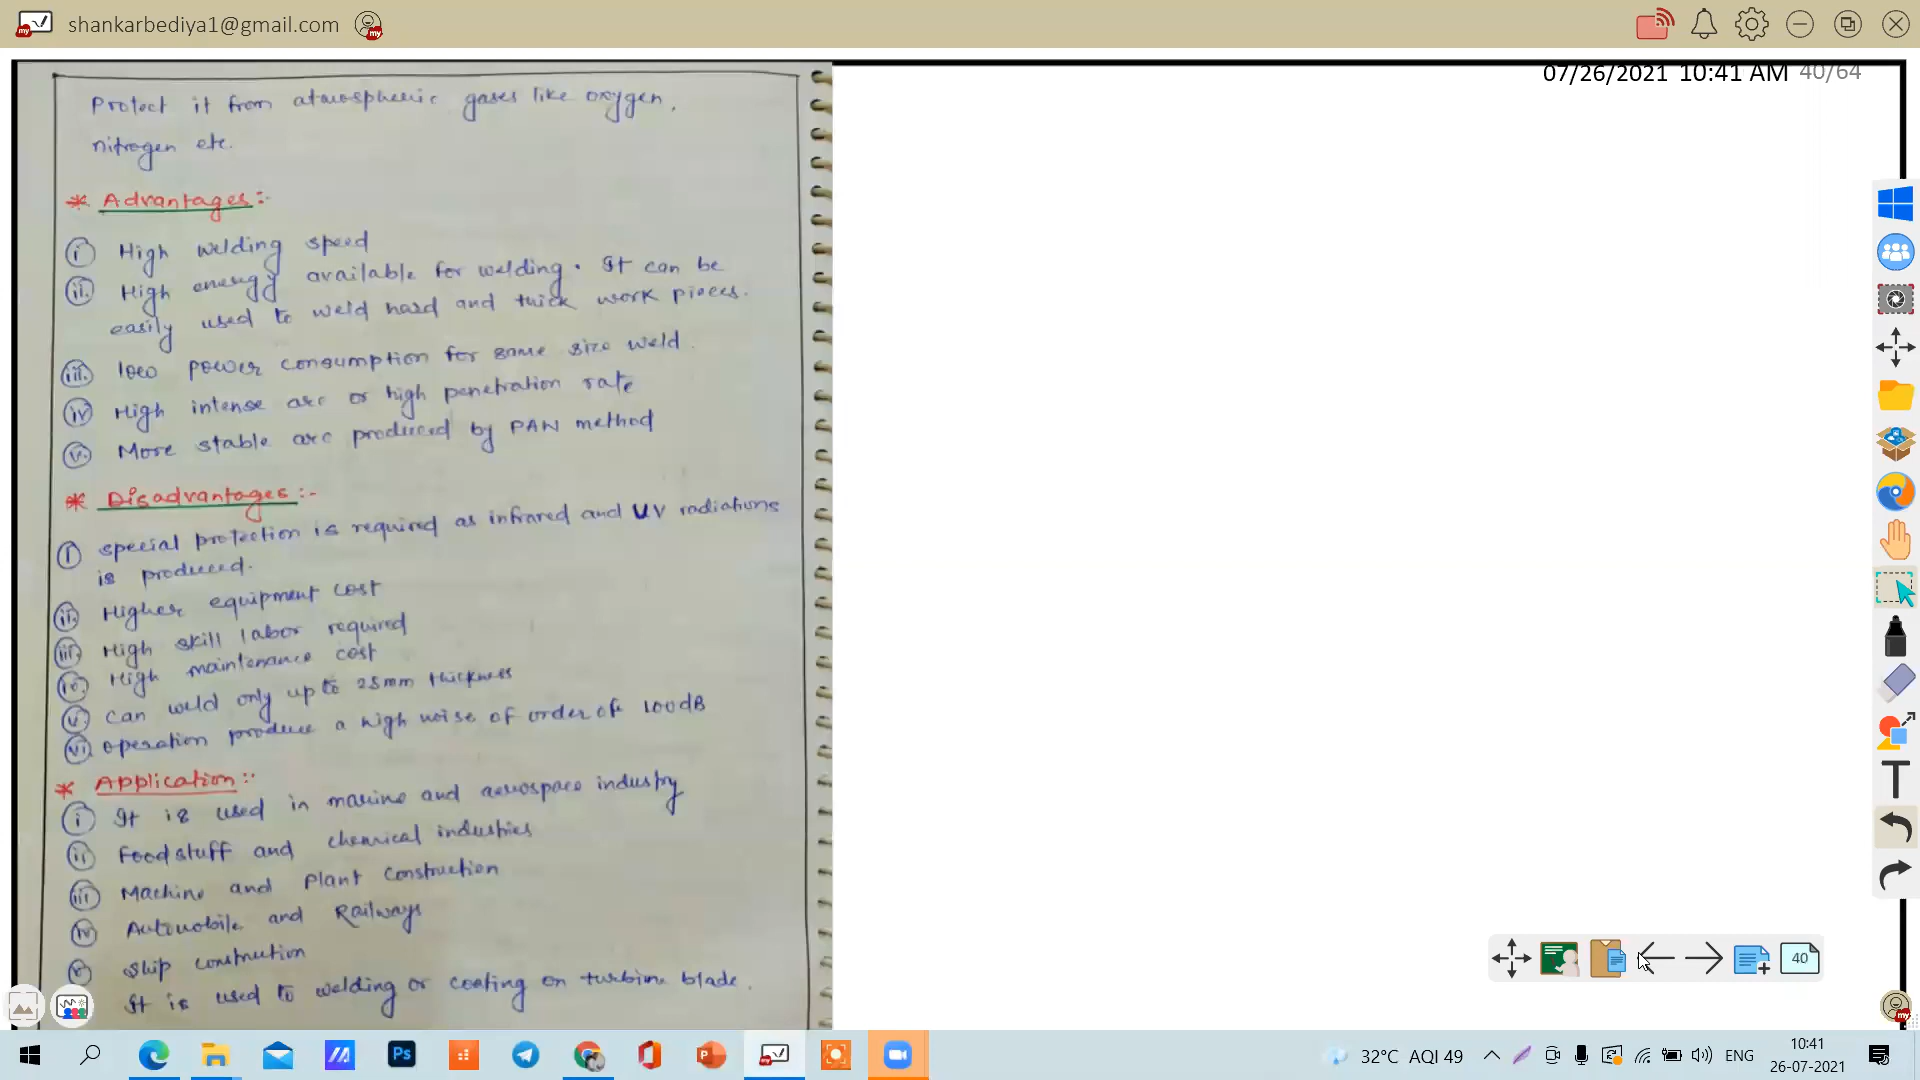 shankarbediya1@gmail.com
07/26/2021 10:41 AM 40/64
Protect it from atmospheric gases like oxygen,
nitrogen etc.
* Advantages :-
i High welding speed
ii. High energy available for welding. It can be
easily used to weld hard and thick work pieces.
iii. low power consumption for same size weld.
iv High intense arc or high penetration rate
v. More stable arc produced by PAW method
* Disadvantages :-
i special protection is required as infrared and UV radiations
is produced.
ii. Higher equipment cost
iii. High skill labor required
iv. High maintenance cost
v. can weld only up to 25mm thickness
vi. operation produce a high noise of order of 100dB
* Application :-
i It is used in marine and aerospace industry
ii Foodstuff and chemical industries
iii Machine and Plant construction
iv Automobile and Railways
v ship construction
It is used to welding or coating on turbine blade.
40
32°C AQI 49
ENG
10:41
26-07-2021